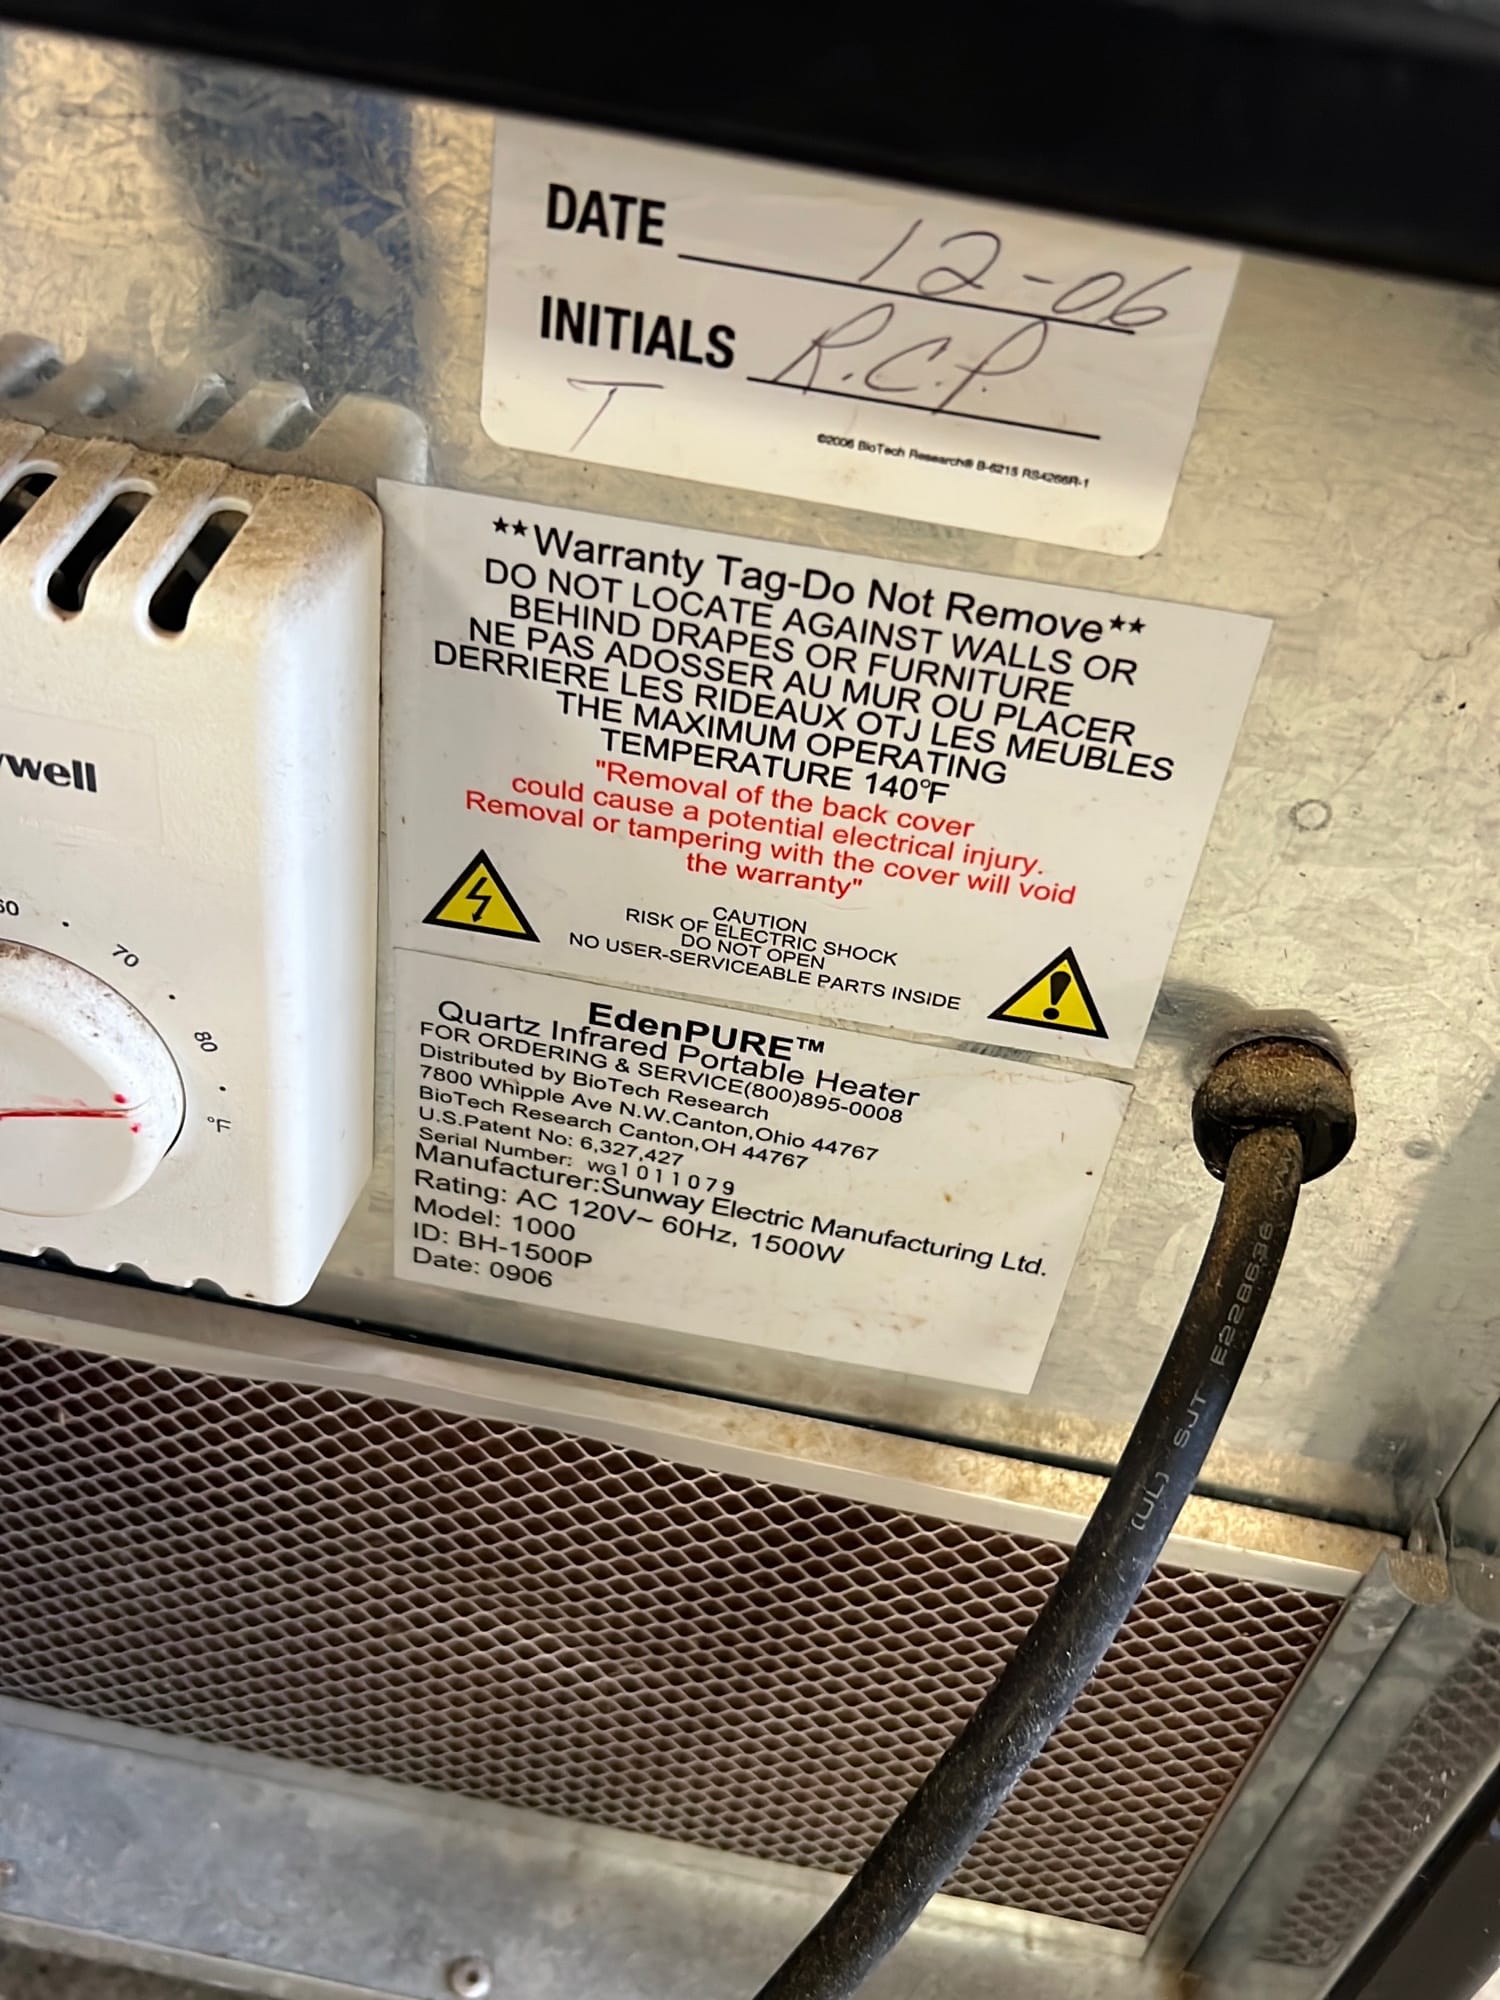 DATE 12-06
INITIALS R.C.P.
T
©2006 BioTech Research® B-6215 RS4266R-1
**Warranty Tag-Do Not Remove**
DO NOT LOCATE AGAINST WALLS OR
BEHIND DRAPES OR FURNITURE
NE PAS ADOSSER AU MUR OU PLACER
DERRIERE LES RIDEAUX OTJ LES MEUBLES
THE MAXIMUM OPERATING
TEMPERATURE 140°F
"Removal of the back cover
could cause a potential electrical injury.
Removal or tampering with the cover will void
the warranty"
CAUTION
RISK OF ELECTRIC SHOCK
DO NOT OPEN
NO USER-SERVICEABLE PARTS INSIDE
EdenPURE™
Quartz Infrared Portable Heater
FOR ORDERING & SERVICE(800)895-0008
Distributed by BioTech Research
7800 Whipple Ave N.W.Canton,Ohio 44767
BioTech Research Canton,OH 44767
U.S.Patent No: 6,327,427
Serial Number: WG1011079
Manufacturer:Sunway Electric Manufacturing Ltd.
Rating: AC 120V~ 60Hz, 1500W
Model: 1000
ID: BH-1500P
Date: 0906
ywell
60
70
80
°F
(UL) SJT E228636